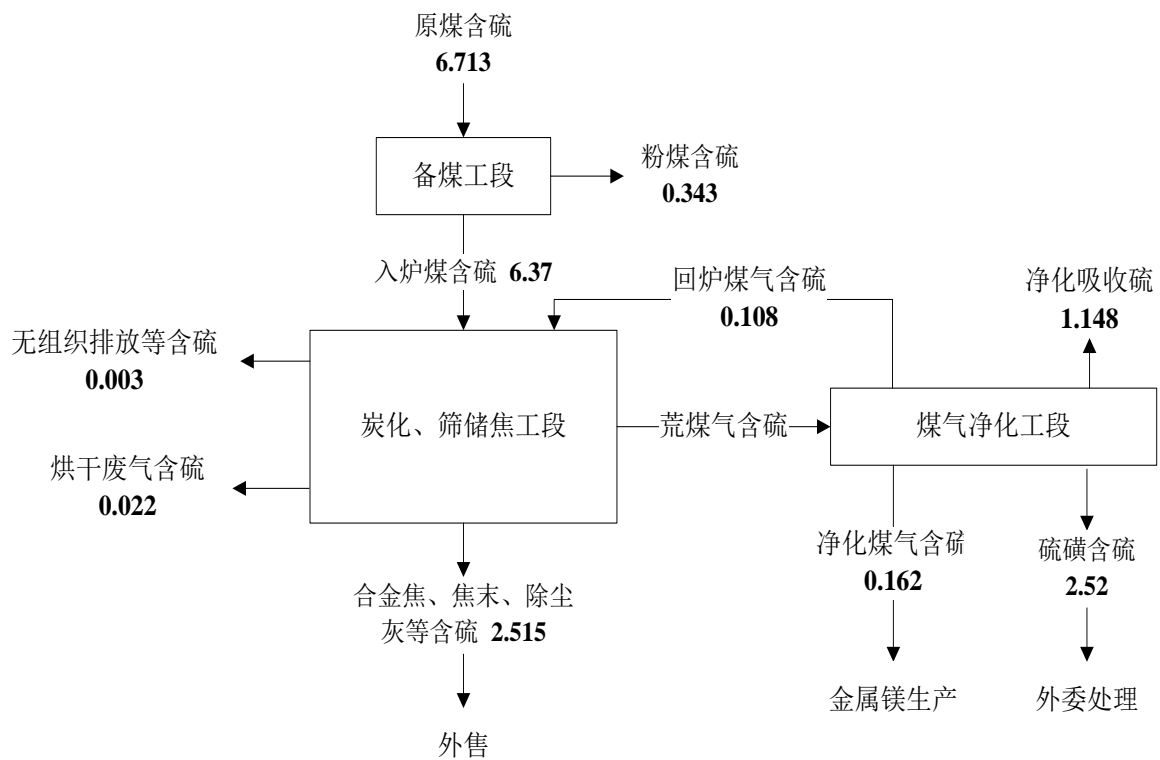 原煤含硫
6.713
备煤工段
粉煤含硫
0.343
入炉煤含硫 6.37
回炉煤气含硫
0.108
净化吸收硫
1.148
无组织排放等含硫
0.003
炭化、筛储焦工段
荒煤气含硫
煤气净化工段
烘干废气含硫
0.022
净化煤气含硫
0.162
硫磺含硫
2.52
合金焦、焦末、除尘
灰等含硫 2.515
金属镁生产
外委处理
外售